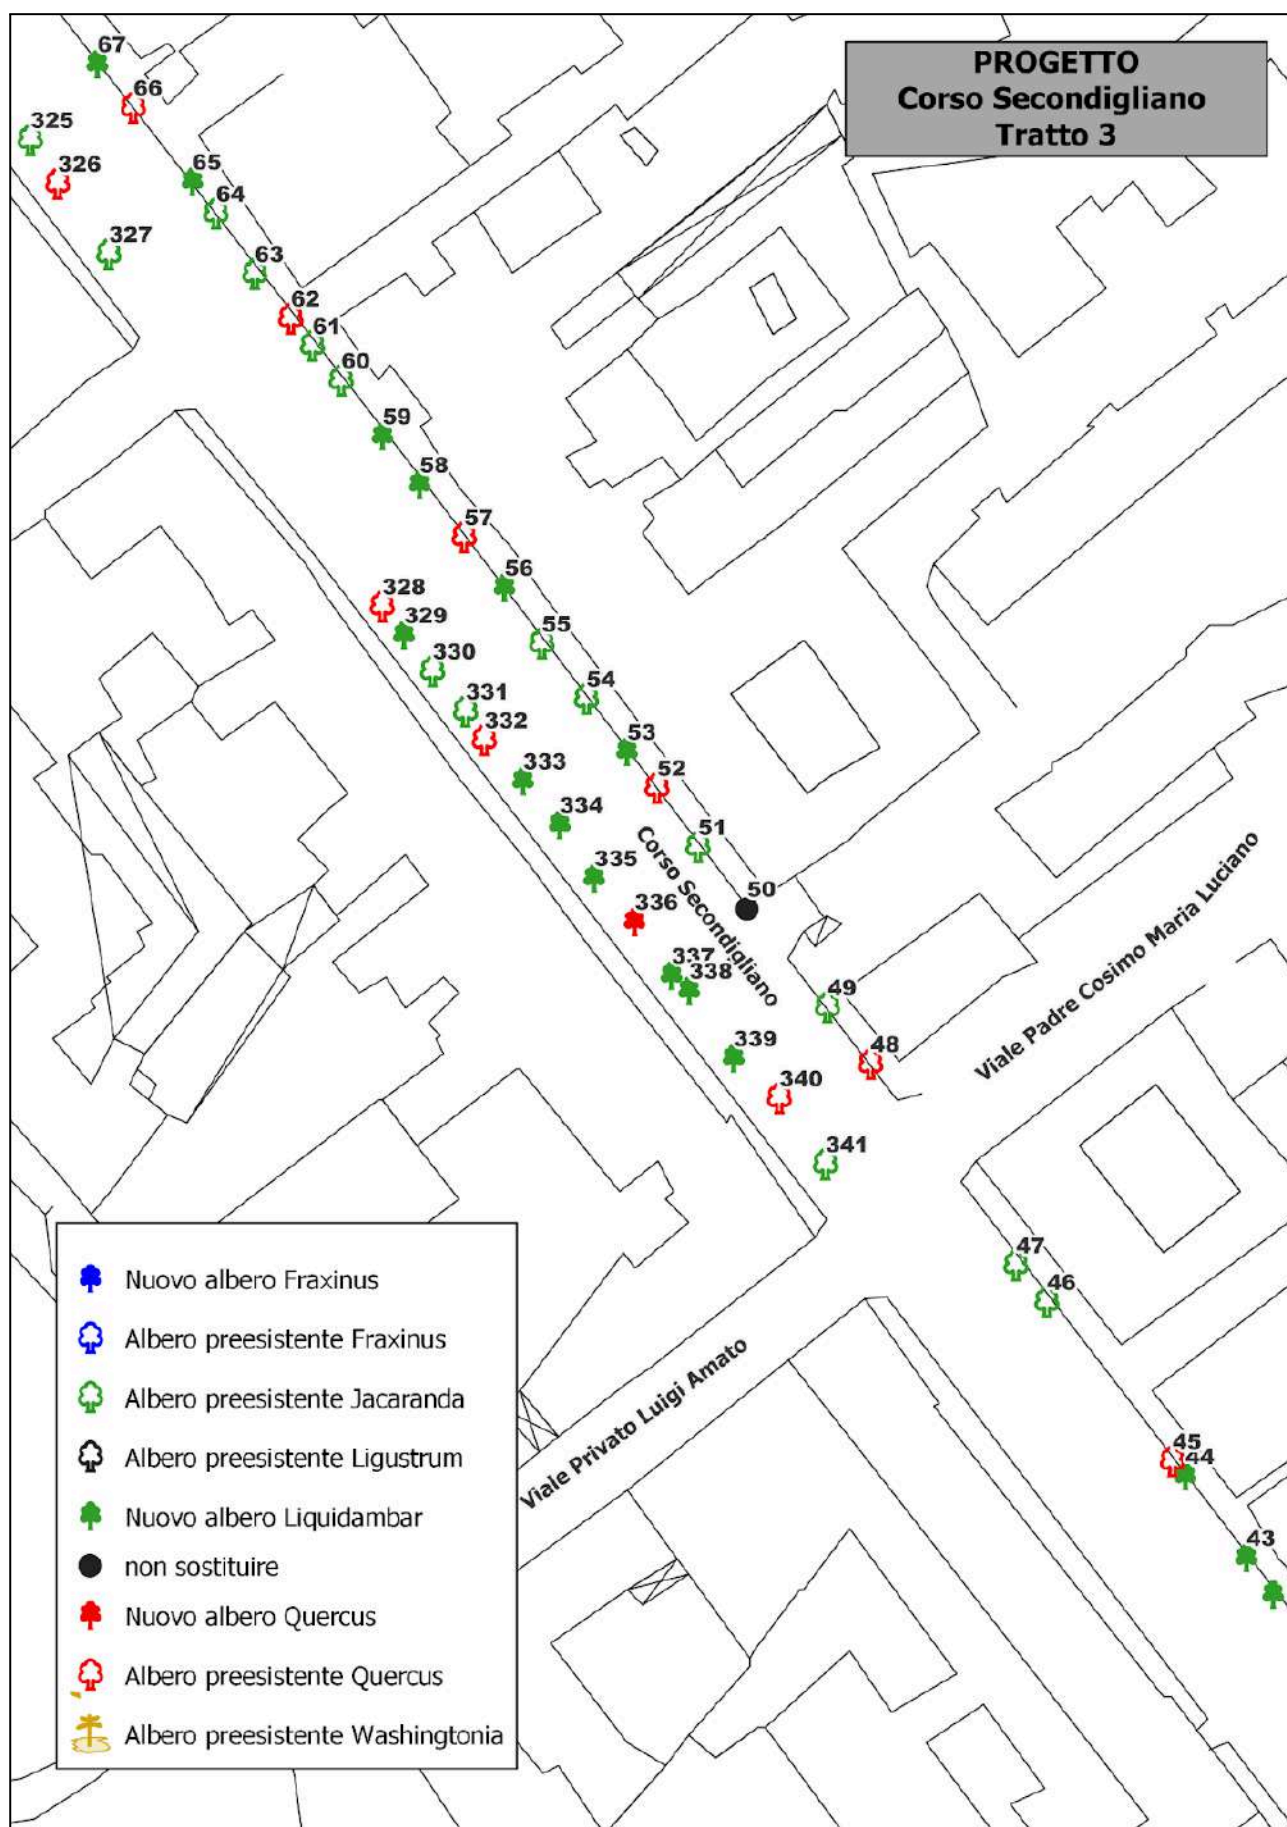 PROGETTO
Corso Secondigliano
Tratto 3
67
66
325
326
65
64
327
63
62
61
60
59
58
57
328
56
329
55
330
54
331
332
53
333
52
334
51
335
50
336
337
338
49
339
48
340
341
47
46
45
44
43
Corso Secondigliano
Viale Padre Cosimo Maria Luciano
Viale Privato Luigi Amato
Nuovo albero Fraxinus
Albero preesistente Fraxinus
Albero preesistente Jacaranda
Albero preesistente Ligustrum
Nuovo albero Liquidambar
non sostituire
Nuovo albero Quercus
Albero preesistente Quercus
Albero preesistente Washingtonia